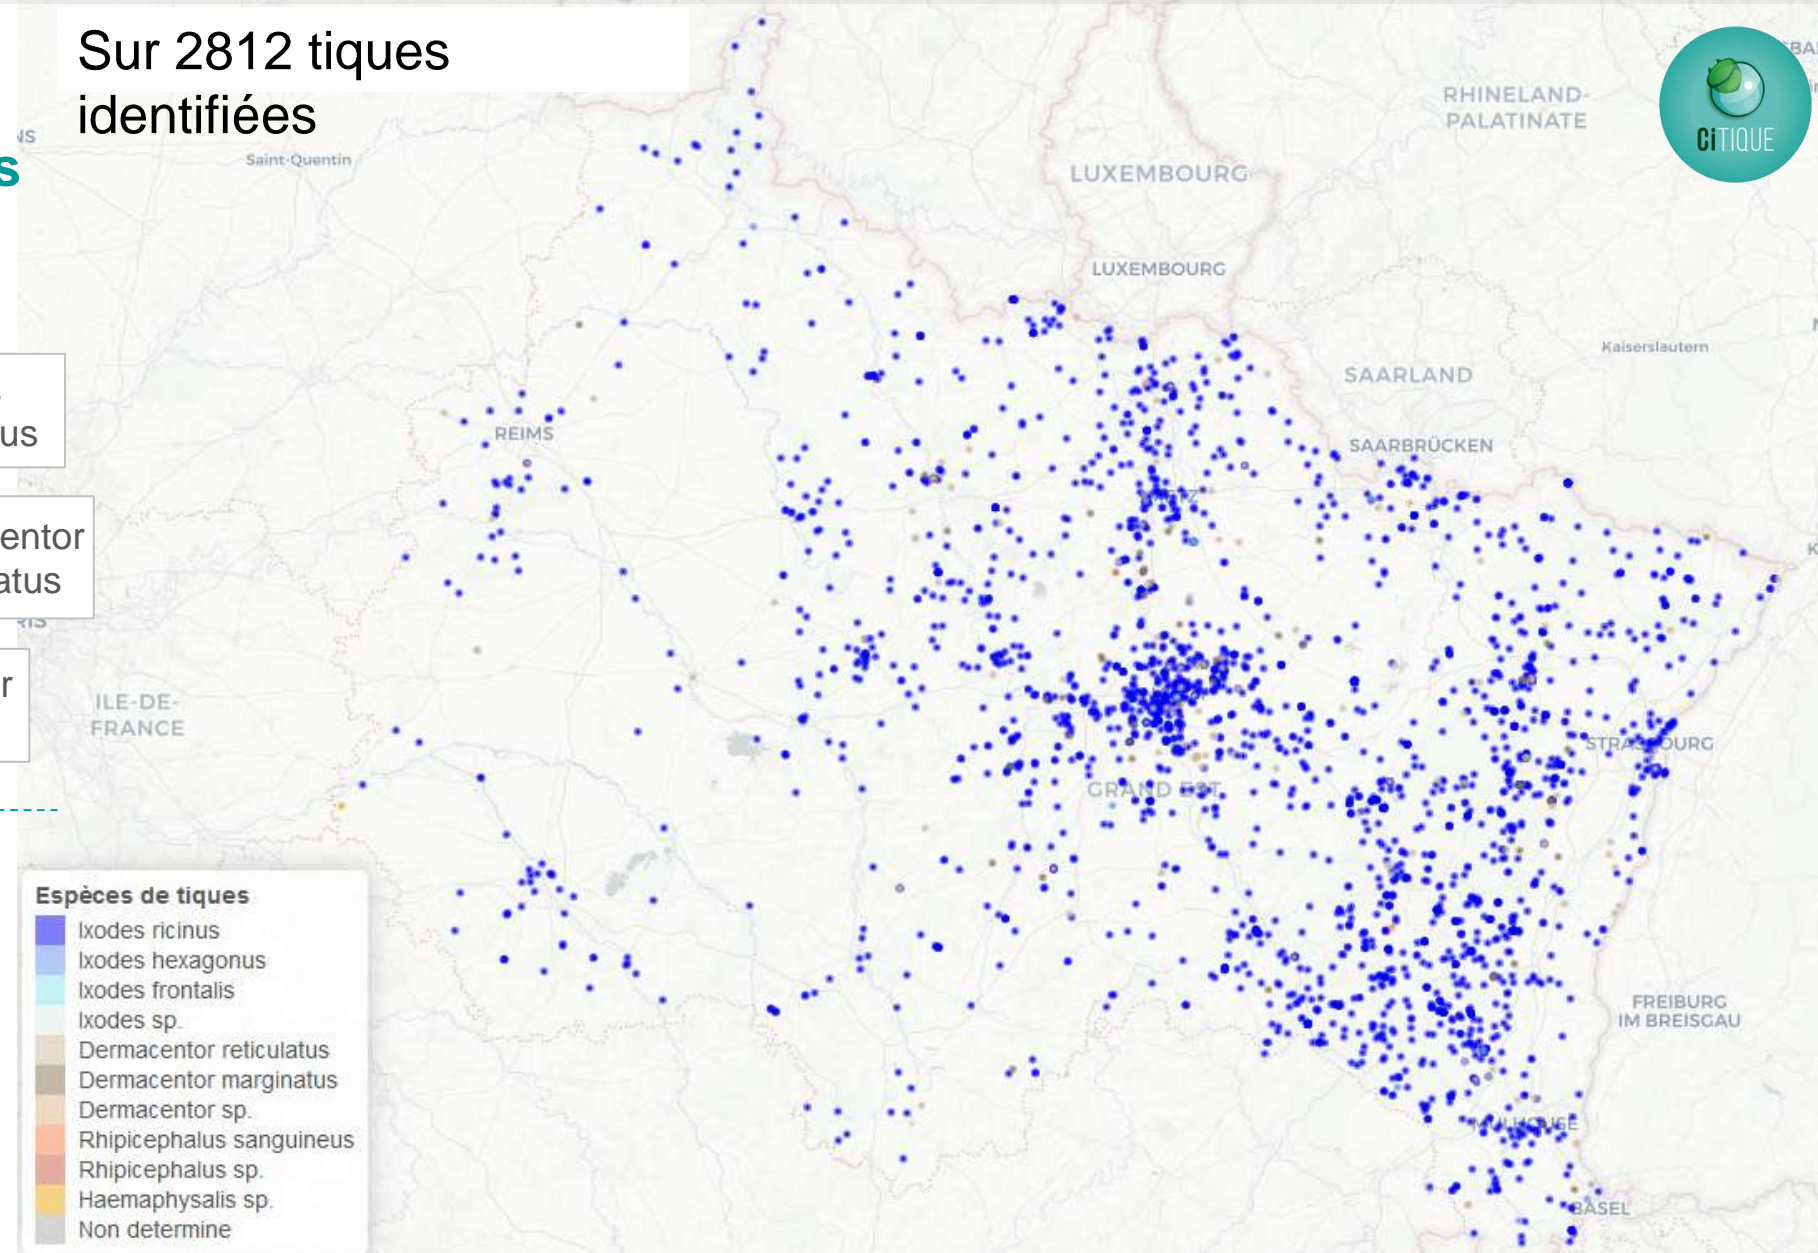 Sur 2812 tiques
identifiées
s
us
entor
atus
r
CiTIQUE
RHINELAND-
PALATINATE
Saint-Quentin
LUXEMBOURG
LUXEMBOURG
Kaiserslautern
SAARLAND
SAARBRÜCKEN
REIMS
ILE-DE-
FRANCE
STRASBOURG
GRAND EST
FREIBURG
IM BREISGAU
MULHOUSE
BASEL
Espèces de tiques
Ixodes ricinus
Ixodes hexagonus
Ixodes frontalis
Ixodes sp.
Dermacentor reticulatus
Dermacentor marginatus
Dermacentor sp.
Rhipicephalus sanguineus
Rhipicephalus sp.
Haemaphysalis sp.
Non determine